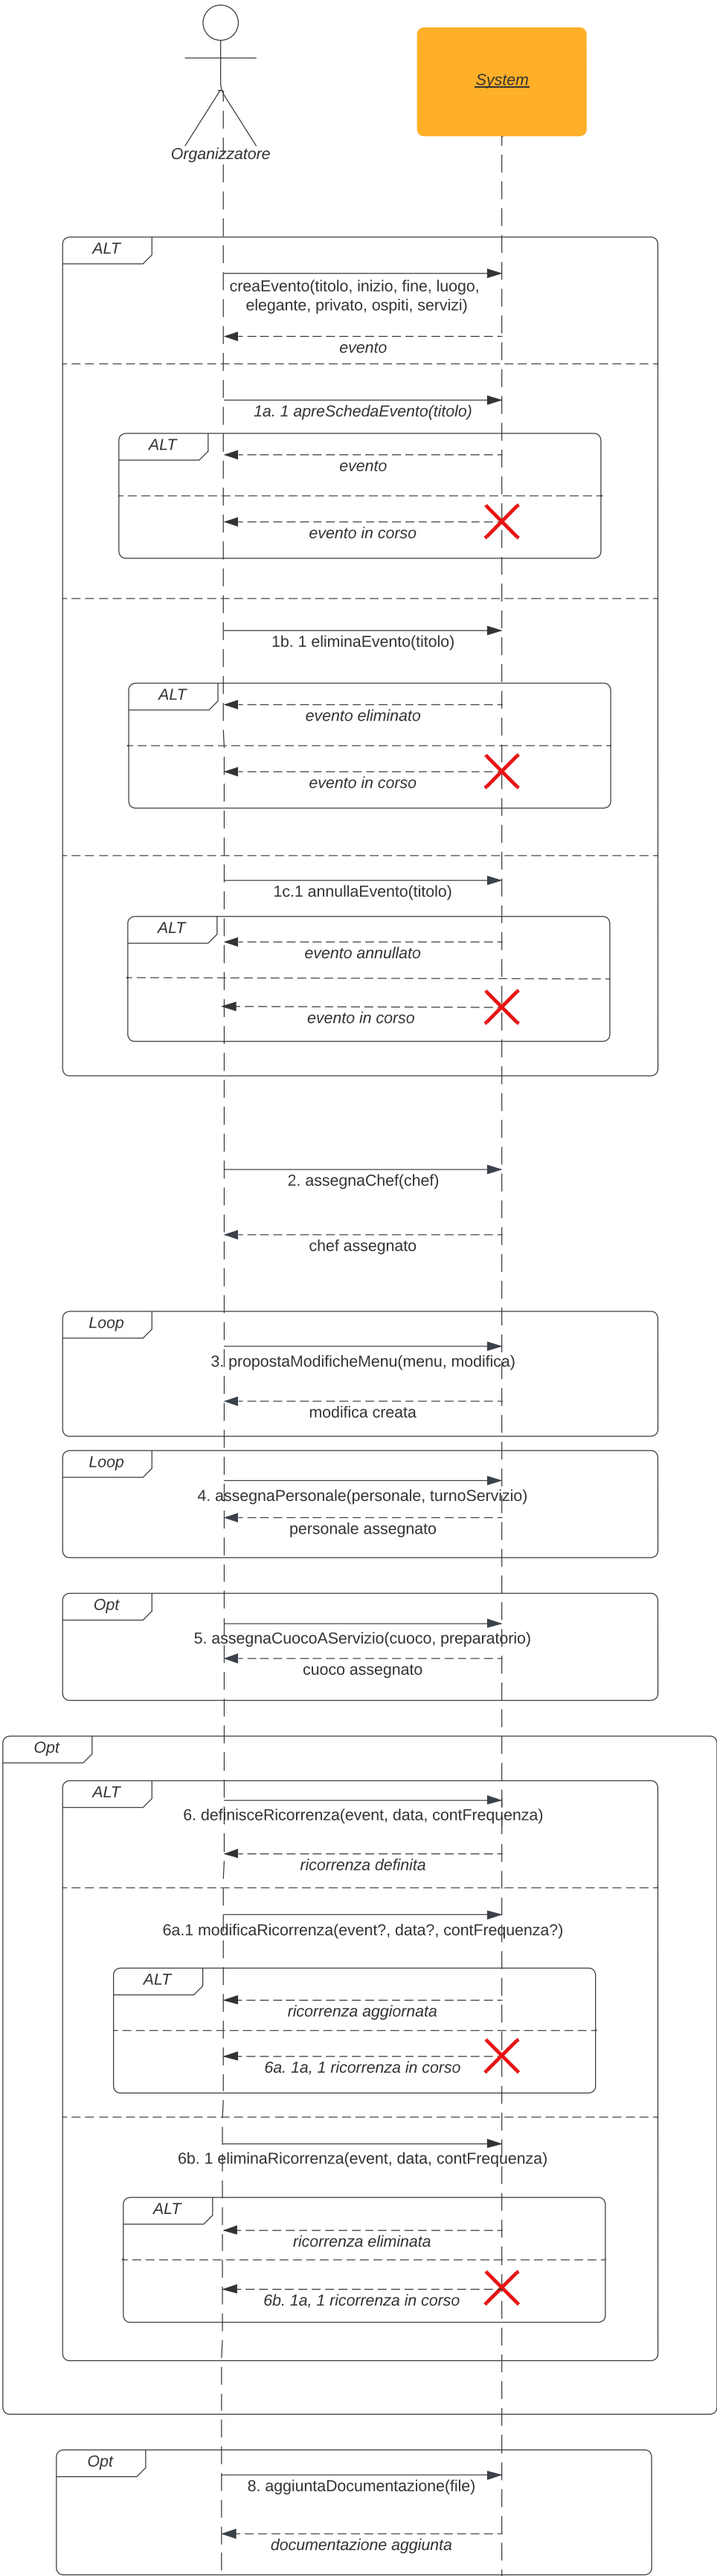 Organizzatore
System
ALT
creaEvento(titolo, inizio, fine, luogo,
elegante, privato, ospiti, servizi)
evento
1a. 1 apreSchedaEvento(titolo)
ALT
evento
evento in corso
1b. 1 eliminaEvento(titolo)
ALT
evento eliminato
evento in corso
1c.1 annullaEvento(titolo)
ALT
evento annullato
evento in corso
2. assegnaChef(chef)
chef assegnato
Loop
3. propostaModificheMenu(menu, modifica)
modifica creata
Loop
4. assegnaPersonale(personale, turnoServizio)
personale assegnato
Opt
5. assegnaCuocoAServizio(cuoco, preparatorio)
cuoco assegnato
Opt
ALT
6. definisceRicorrenza(event, data, contFrequenza)
ricorrenza definita
6a.1 modificaRicorrenza(event?, data?, contFrequenza?)
ALT
ricorrenza aggiornata
6a. 1a, 1 ricorrenza in corso
6b. 1 eliminaRicorrenza(event, data, contFrequenza)
ALT
ricorrenza eliminata
6b. 1a, 1 ricorrenza in corso
Opt
8. aggiuntaDocumentazione(file)
documentazione aggiunta